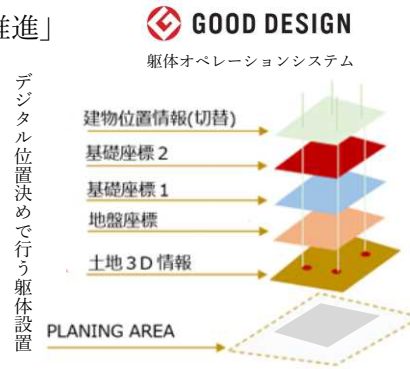 推進」
GOOD DESIGN
躯体オペレーションシステム
デジタル位置決めで行う躯体設置
建物位置情報(切替)
基礎座標2
基礎座標1
地盤座標
土地3D情報
PLANING AREA